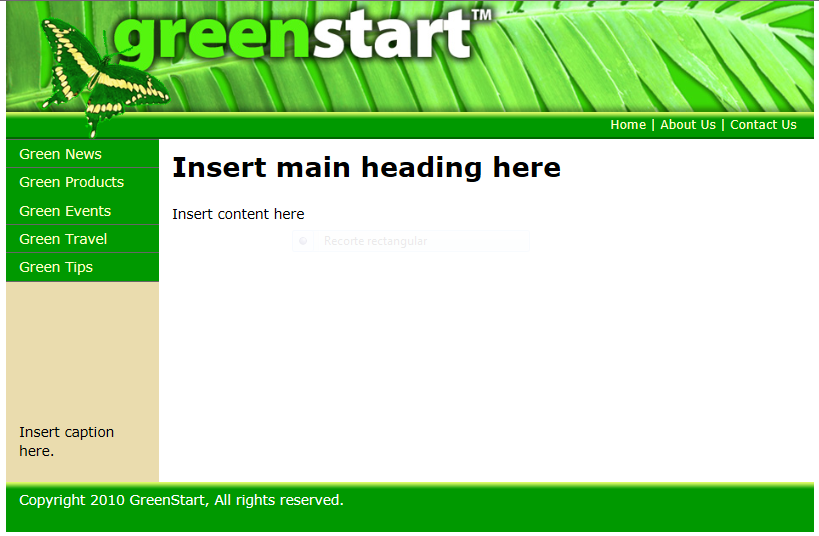 greenstart™
Home | About Us | Contact Us
Green News
Green Products
Green Events
Green Travel
Green Tips
Insert main heading here
Insert content here
Recorte rectangular
Insert caption
here.
Copyright 2010 GreenStart, All rights reserved.